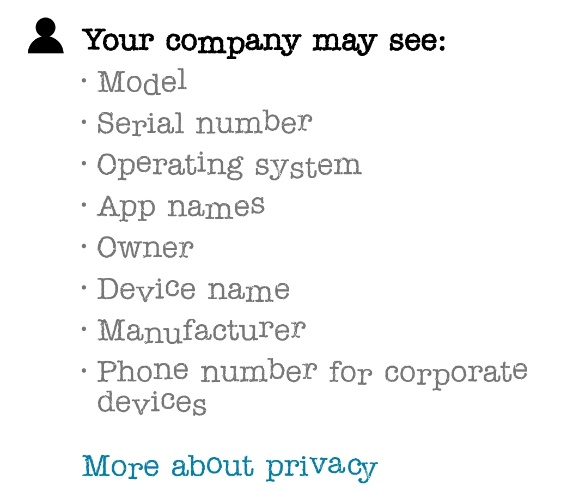 Your company may see:
· Model
· Serial number
· Operating system
· App names
· Owner
· Device name
· Manufacturer
· Phone number for corporate
devices
More about privacy